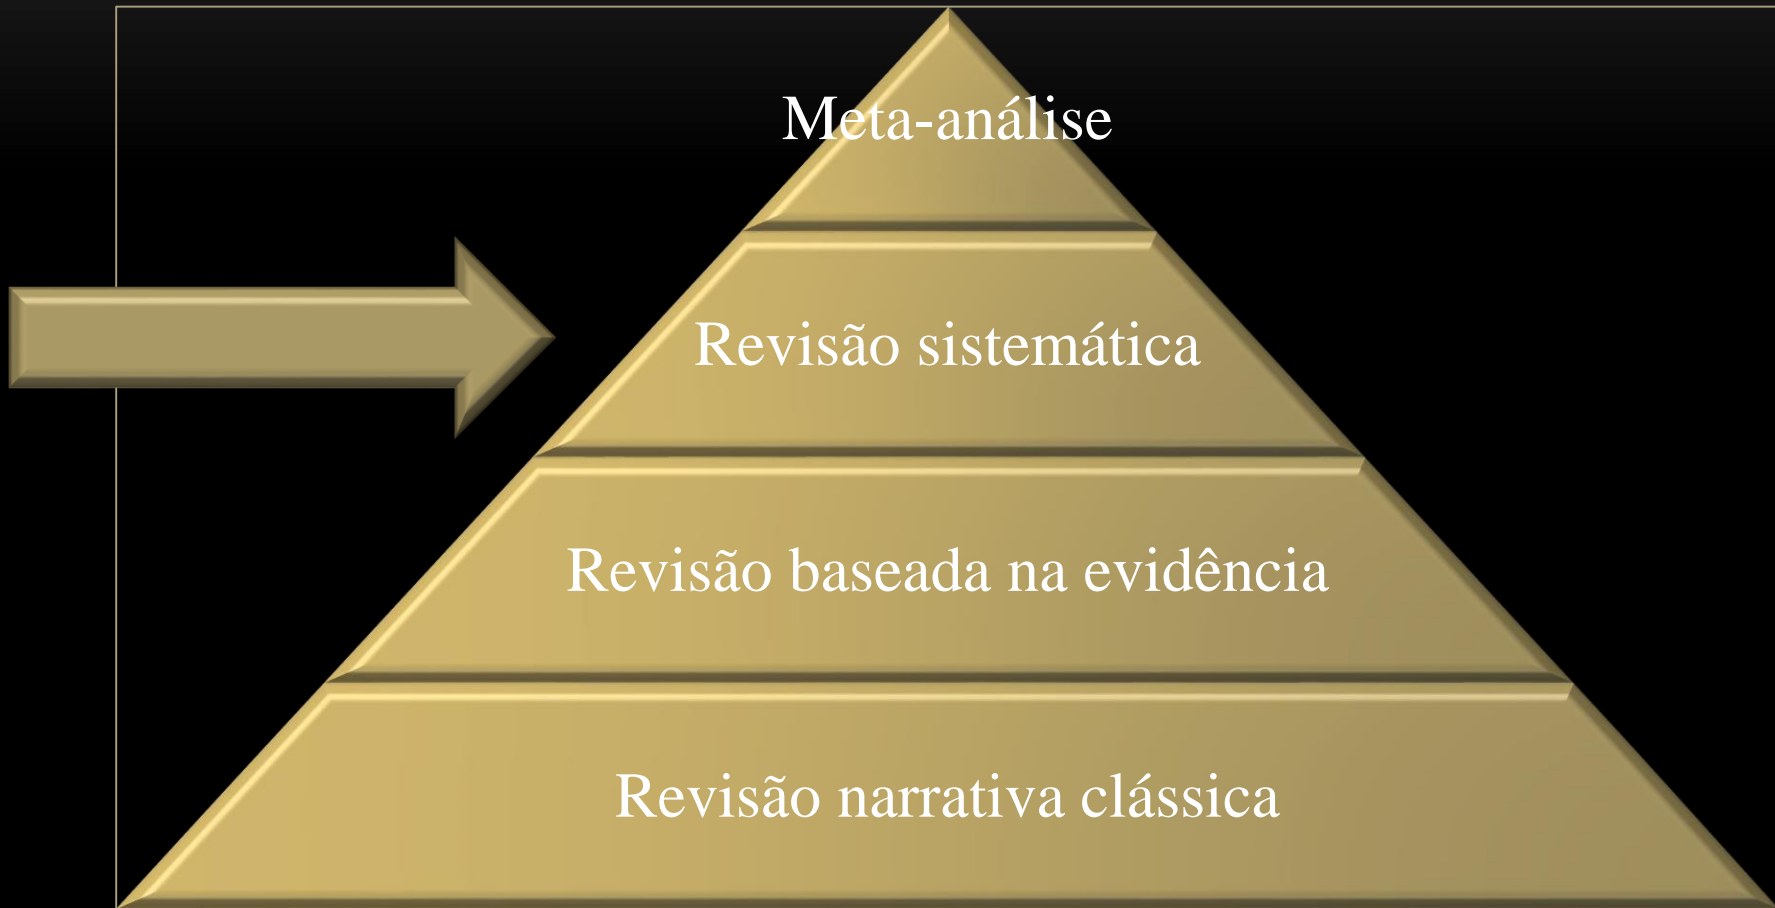 Meta-análise
Revisão sistemática
Revisão baseada na evidência
Revisão narrativa clássica